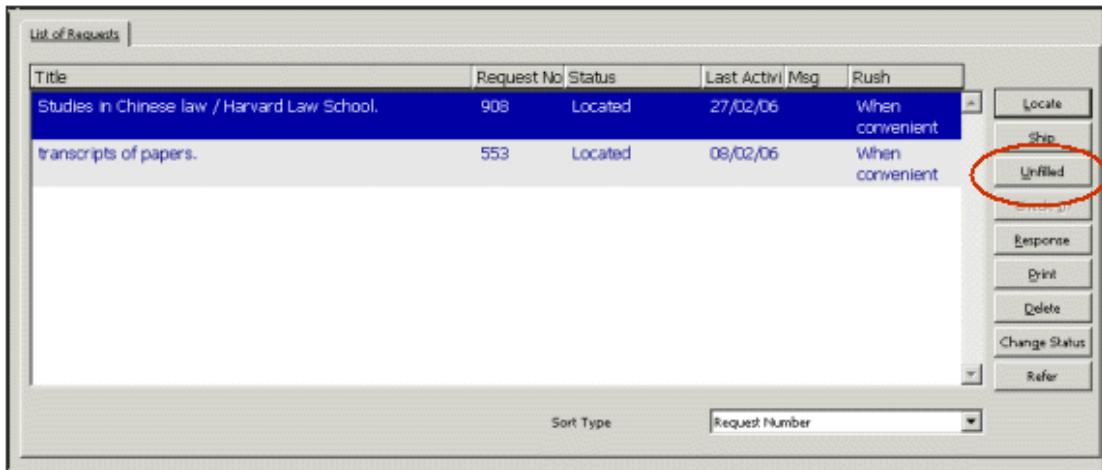 List of Requests
Title Request No Status Last Activi Msg Rush
Studies in Chinese law / Harvard Law School. 908 Located 27/02/06 When
convenient
transcripts of papers. 553 Located 08/02/06 When
convenient
Locate
Ship
Unfilled
Response
Print
Delete
Change Status
Refer
Sort Type Request Number